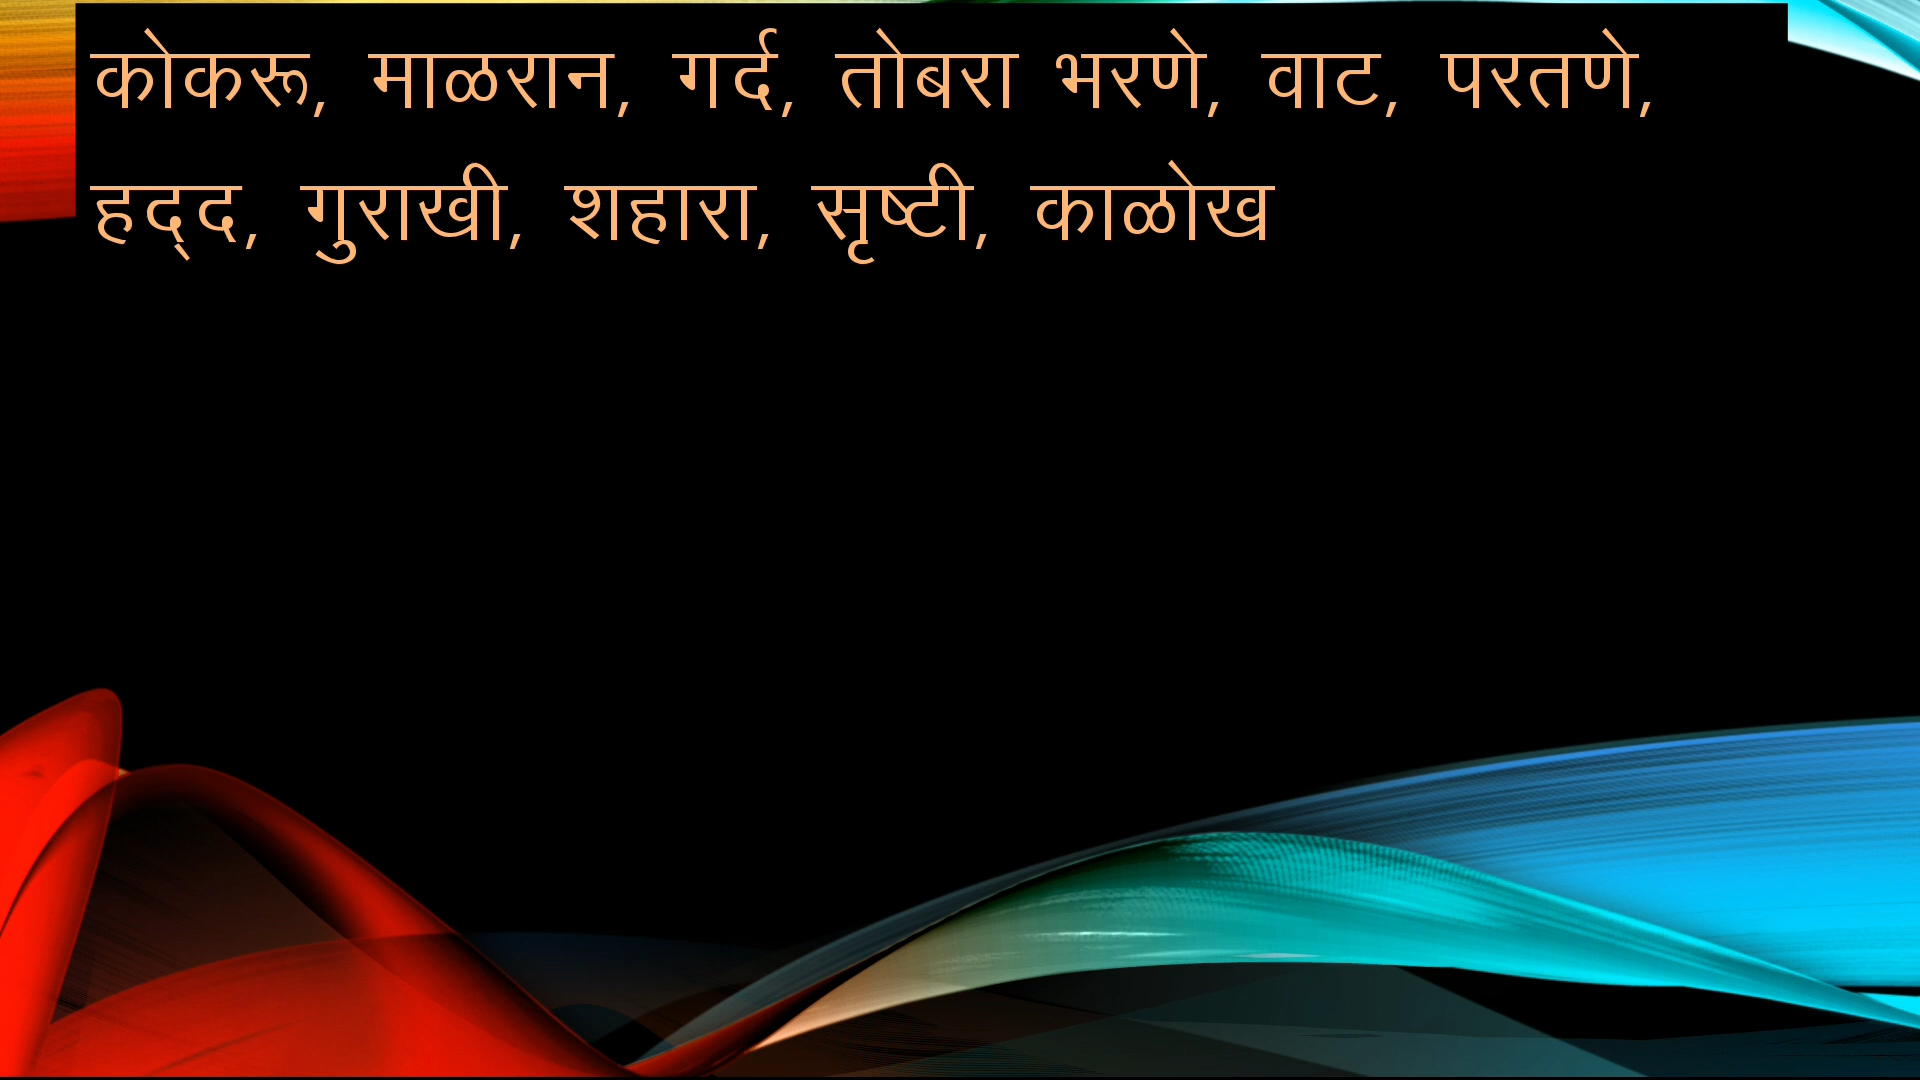 कोकरू, माळरान, गर्द, तोबरा भरणे, वाट, परतणे,
हद्‌द, गुराखी, शहारा, सृष्टी, काळोख